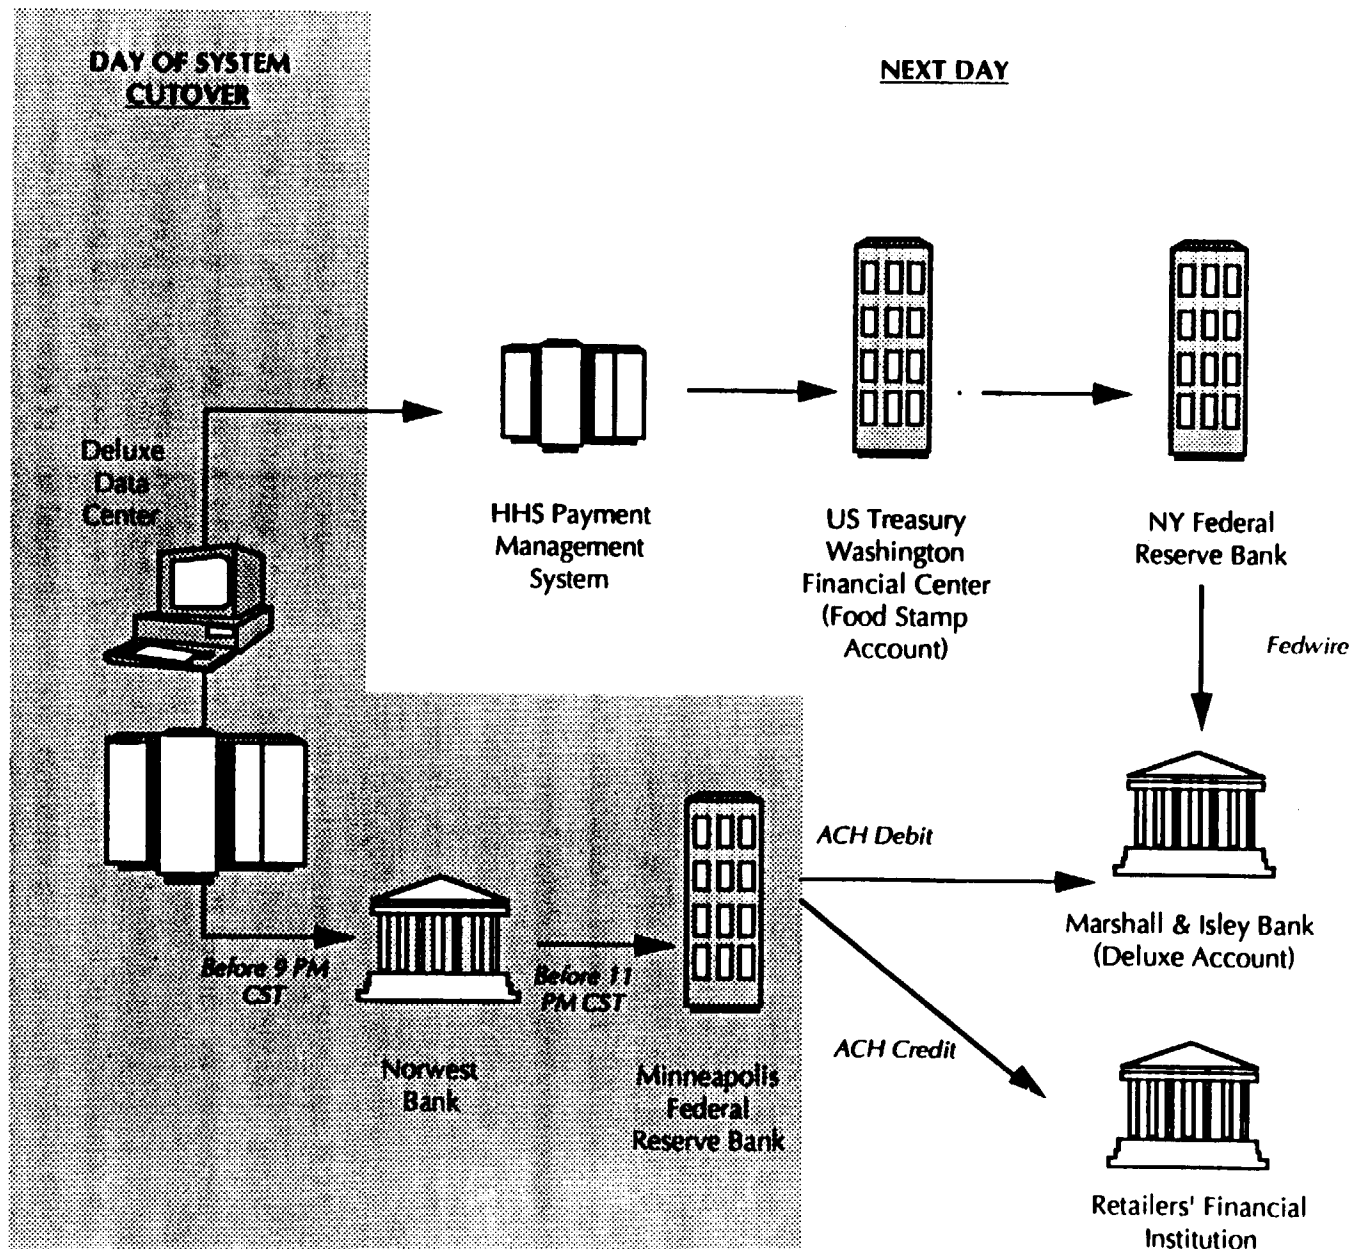 DAY OF SYSTEM
CUTOVER
NEXT DAY
Deluxe
Data
Center
HHS Payment
Management
System
US Treasury
Washington
Financial Center
(Food Stamp
Account)
NY Federal
Reserve Bank
Fedwire
ACH Debit
Marshall & Isley Bank
(Deluxe Account)
Before 9 PM
CST
Before 11
PM CST
ACH Credit
Norwest
Bank
Minneapolis
Federal
Reserve Bank
Retailers' Financial
Institution